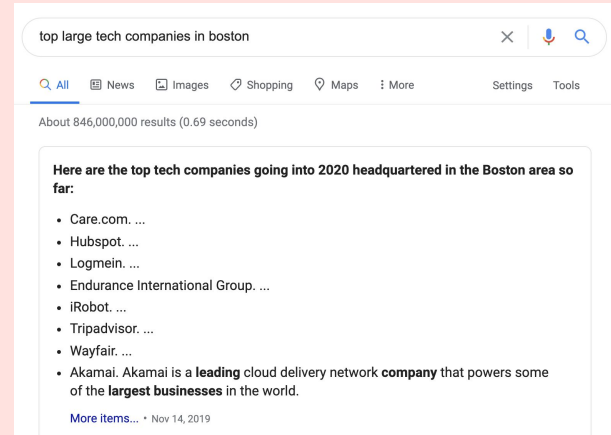 top large tech companies in boston
All News Images Shopping Maps More Settings Tools
About 846,000,000 results (0.69 seconds)
Here are the top tech companies going into 2020 headquartered in the Boston area so
far:
• Care.com. ...
• Hubspot. ...
• Logmein. ...
• Endurance International Group. ...
• iRobot. ...
• Tripadvisor. ...
• Wayfair. ...
• Akamai. Akamai is a leading cloud delivery network company that powers some
of the largest businesses in the world.
More items... • Nov 14, 2019